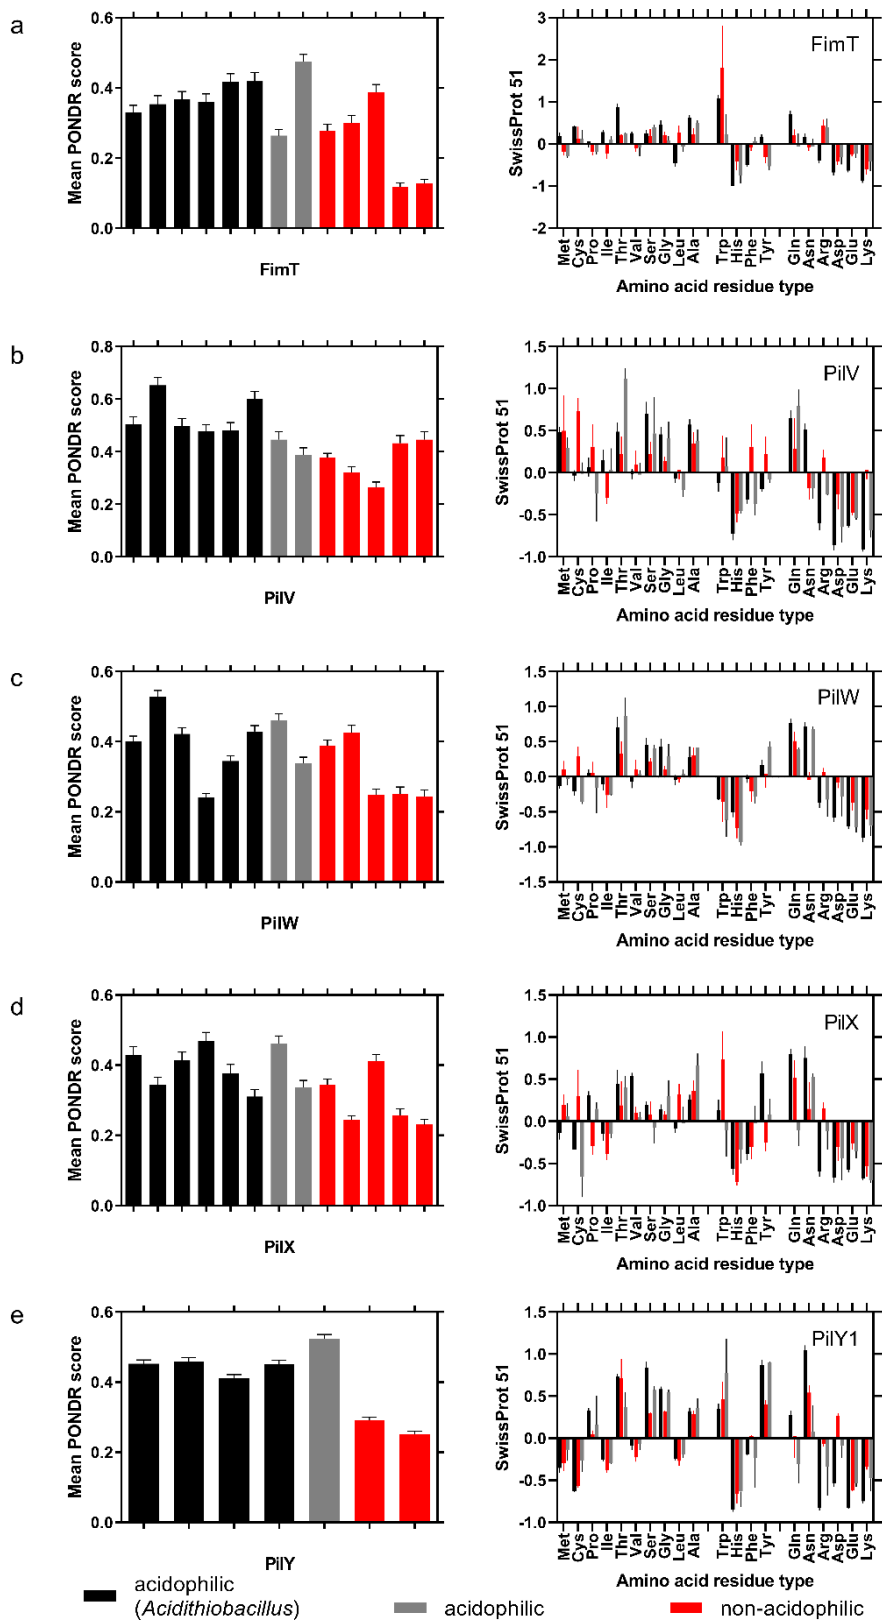 a
Mean PONDR score
0.6
0.4
0.2
0.0
FimT
SwissProt 51
3
2
1
0
-1
-2
FimT
Met Cys Pro Ile Thr Val Ser Gly Leu Ala Trp His Phe Tyr Gln Asn Arg Asp Glu Lys
Amino acid residue type
b
Mean PONDR score
0.8
0.6
0.4
0.2
0.0
PilV
SwissProt 51
1.5
1.0
0.5
0.0
-0.5
-1.0
PilV
Met Cys Pro Ile Thr Val Ser Gly Leu Ala Trp His Phe Tyr Gln Asn Arg Asp Glu Lys
Amino acid residue type
c
Mean PONDR score
0.6
0.4
0.2
0.0
PilW
SwissProt 51
1.5
1.0
0.5
0.0
-0.5
-1.0
-1.5
PilW
Met Cys Pro Ile Thr Val Ser Gly Leu Ala Trp His Phe Tyr Gln Asn Arg Asp Glu Lys
Amino acid residue type
d
Mean PONDR score
0.6
0.4
0.2
0.0
PilX
SwissProt 51
1.5
1.0
0.5
0.0
-0.5
-1.0
PilX
Met Cys Pro Ile Thr Val Ser Gly Leu Ala Trp His Phe Tyr Gln Asn Arg Asp Glu Lys
Amino acid residue type
e
Mean PONDR score
0.6
0.4
0.2
0.0
PilY
SwissProt 51
1.5
1.0
0.5
0.0
-0.5
-1.0
PilY1
Met Cys Pro Ile Thr Val Ser Gly Leu Ala Trp His Phe Tyr Gln Asn Arg Asp Glu Lys
Amino acid residue type
acidophilic
(Acidithiobacillus)
acidophilic
non-acidophilic